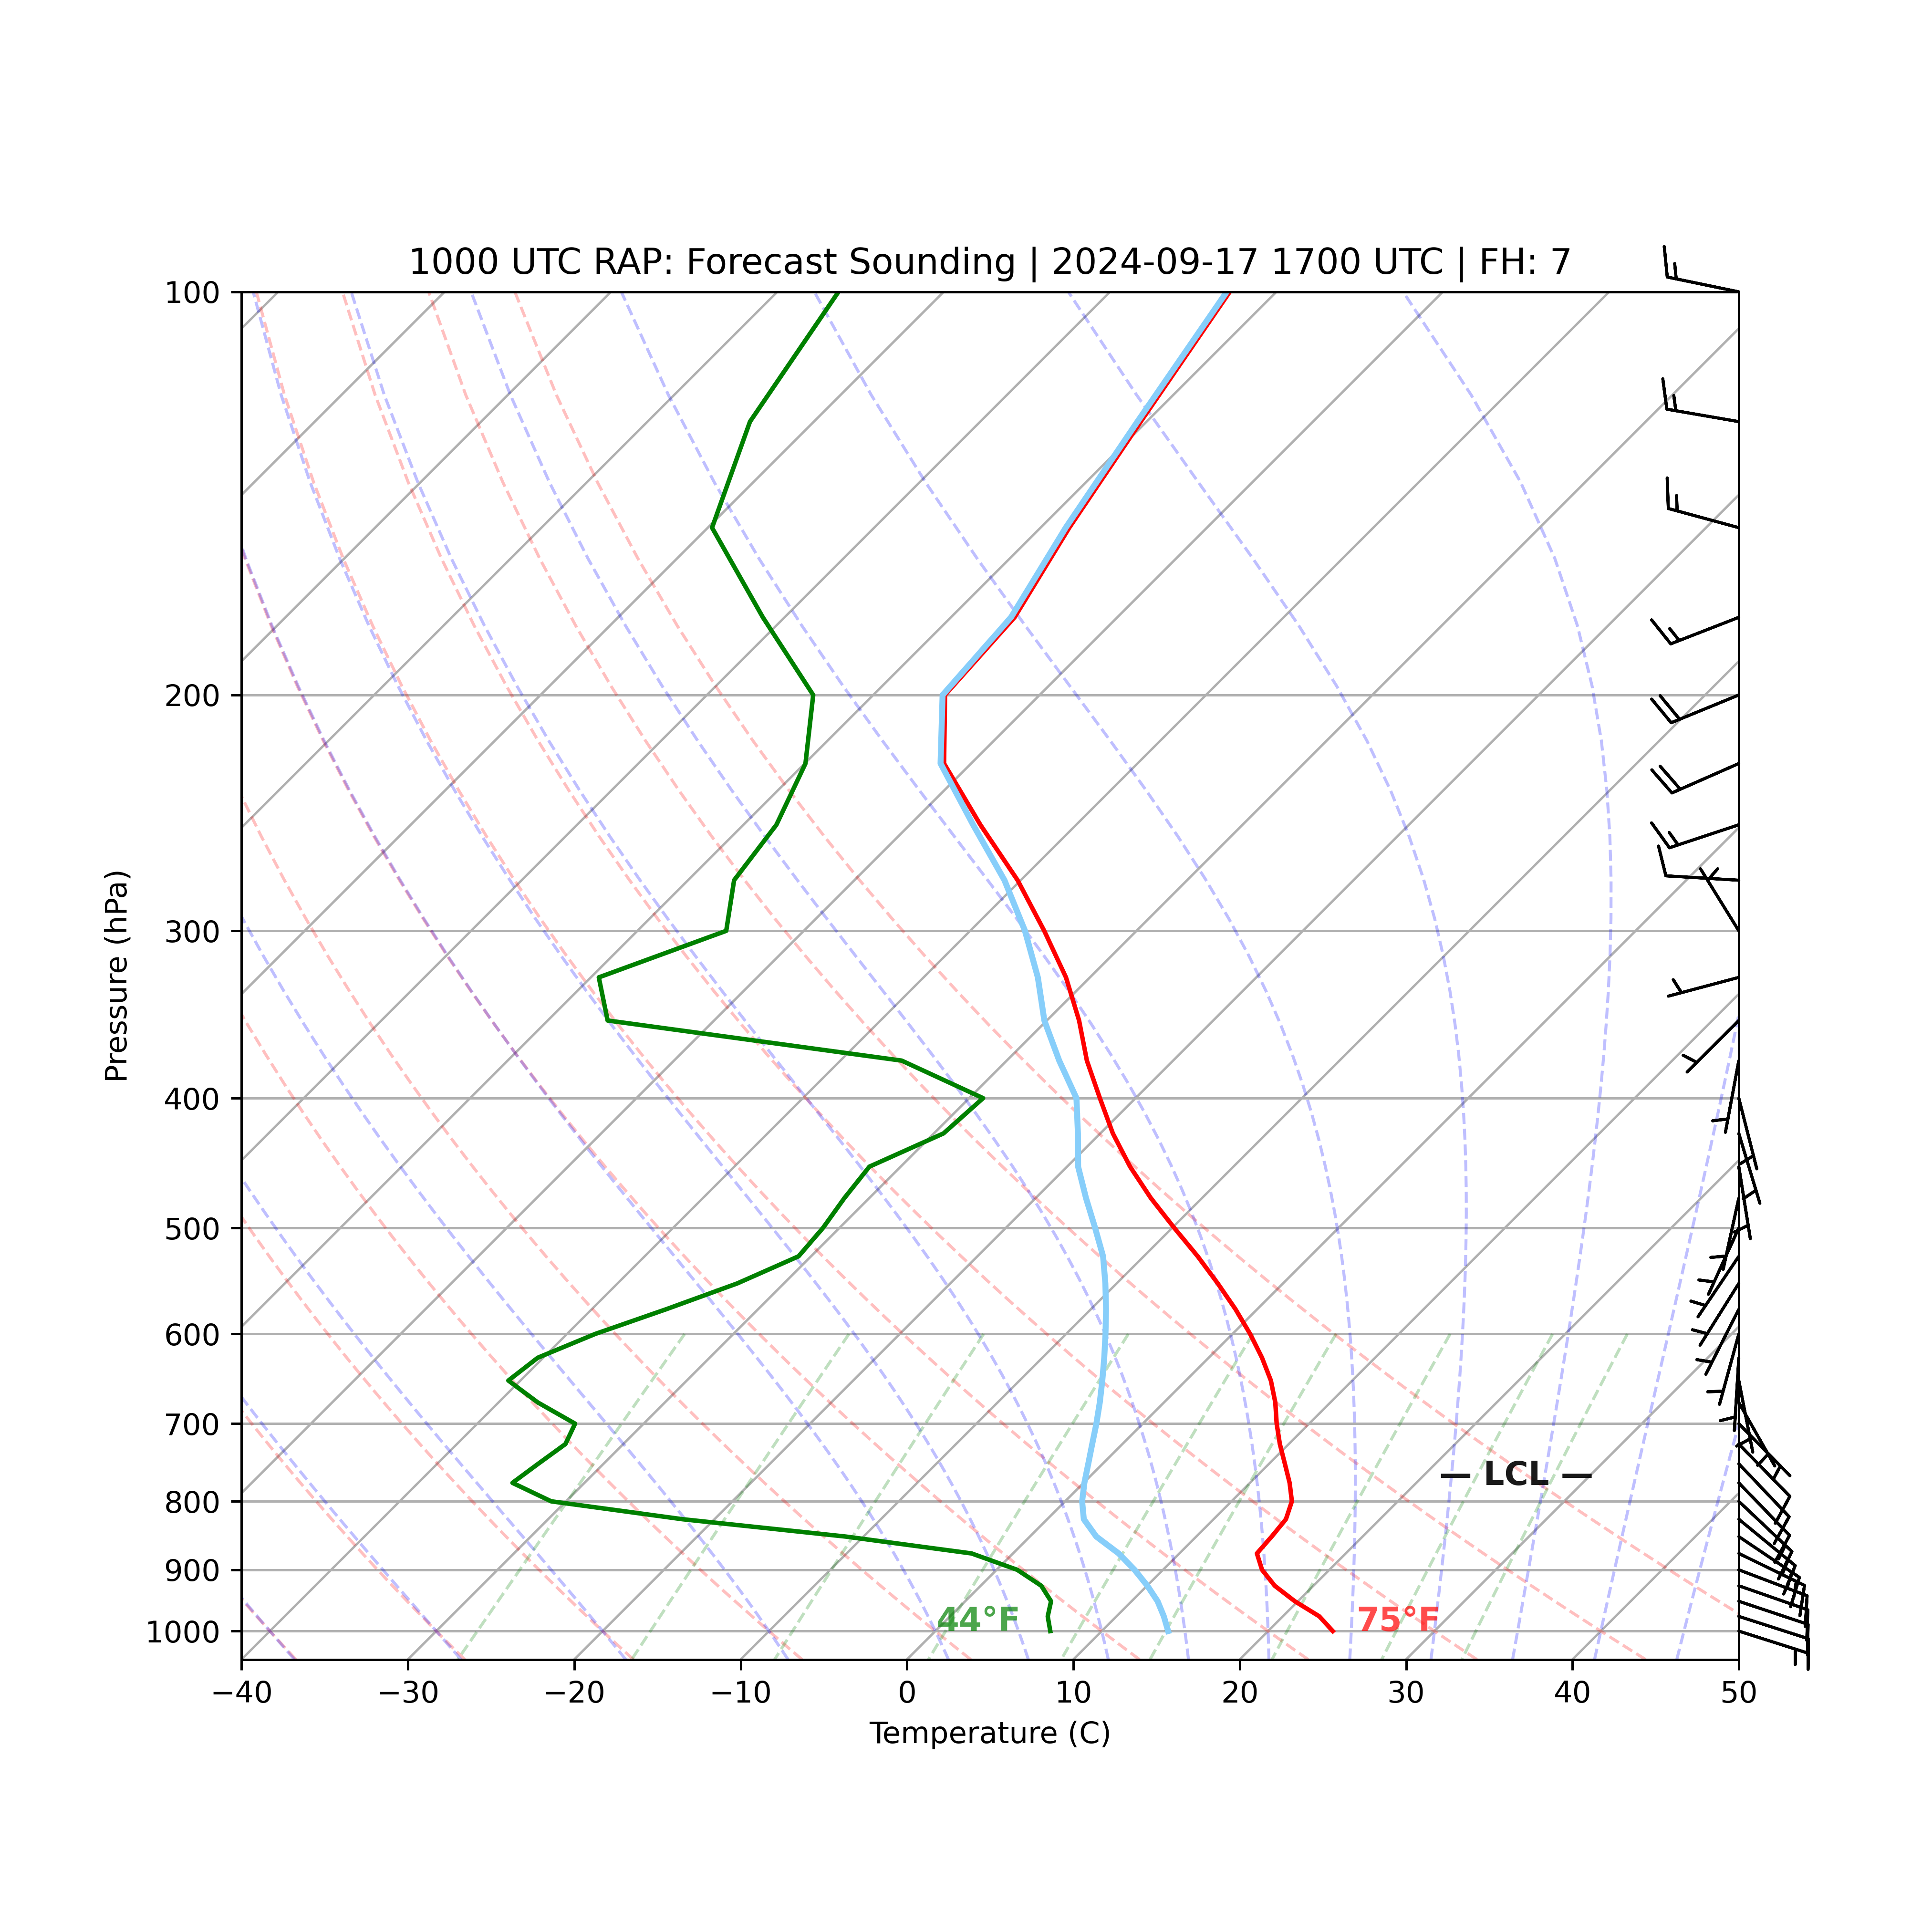 1000 UTC RAP: Forecast Sounding | 2024-09-17 1700 UTC | FH: 7
100
200
300
400
500
600
700
800
900
1000
Pressure (hPa)
— LCL —
44°F
75°F
−40 −30 −20 −10 0 10 20 30 40 50
Temperature (C)